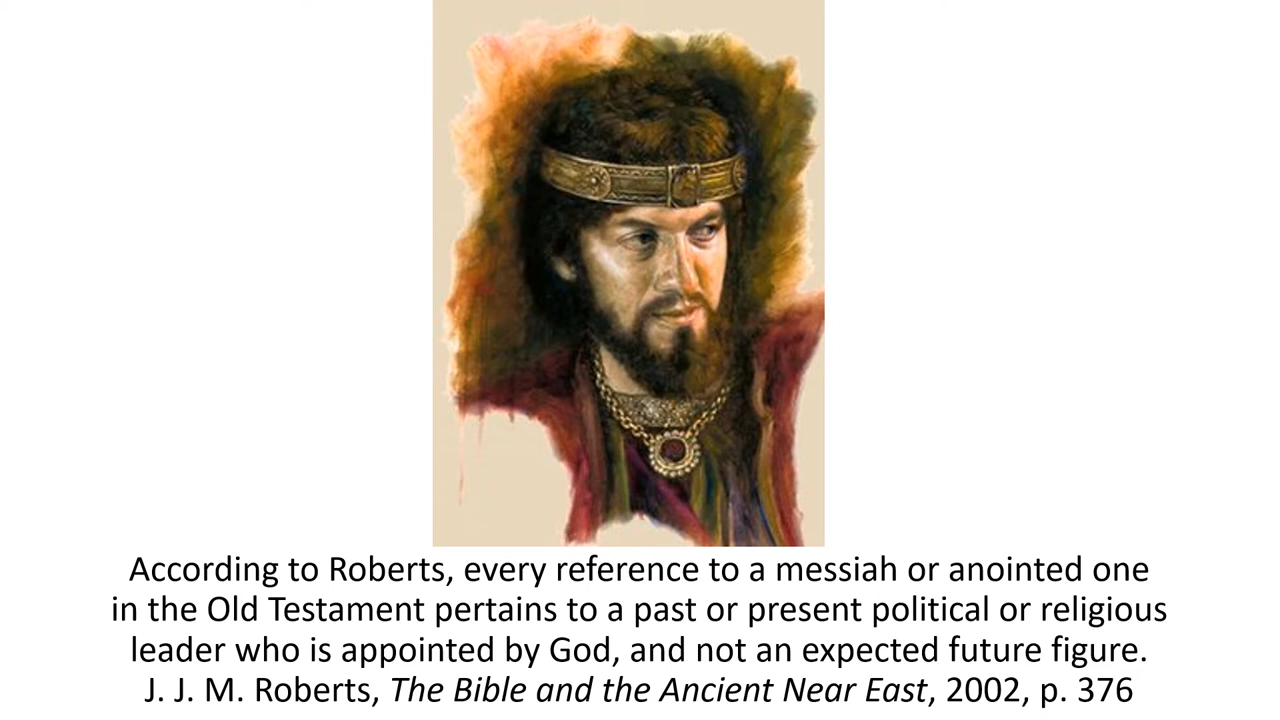 According to Roberts, every reference to a messiah or anointed one
in the Old Testament pertains to a past or present political or religious
leader who is appointed by God, and not an expected future figure.
J. J. M. Roberts, The Bible and the Ancient Near East, 2002, p. 376